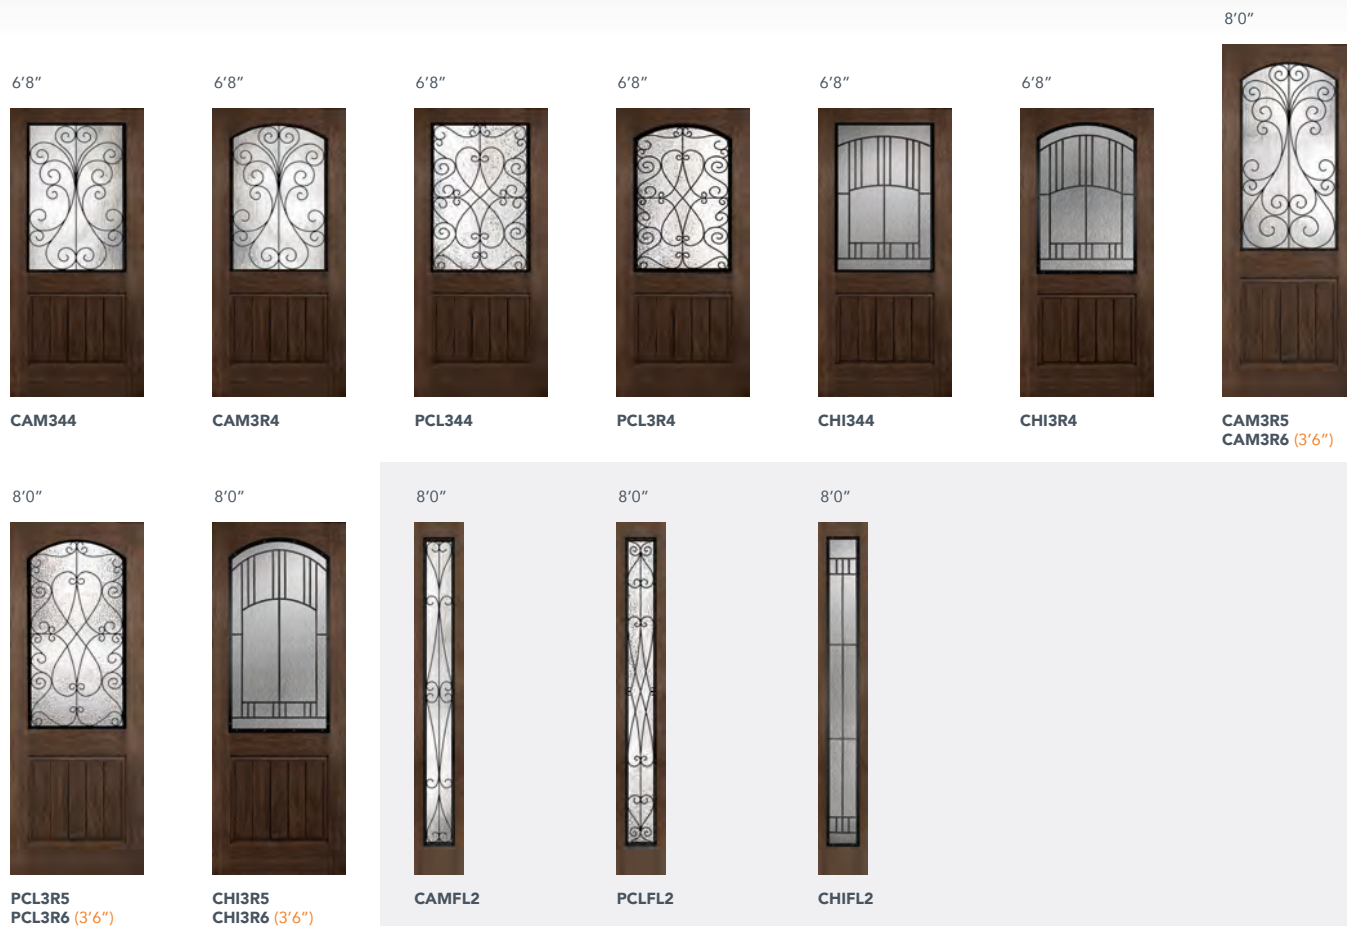 8’0”
6’8”
6’8”
6’8”
6’8”
6’8”
6’8”
CAM344
CAM3R4
PCL344
PCL3R4
CHI344
CHI3R4
CAM3R5
CAM3R6 (3’6”)
8’0”
8’0”
8’0”
8’0”
8’0”
PCL3R5
PCL3R6 (3’6”)
CHI3R5
CHI3R6 (3’6”)
CAMFL2
PCLFL2
CHIFL2